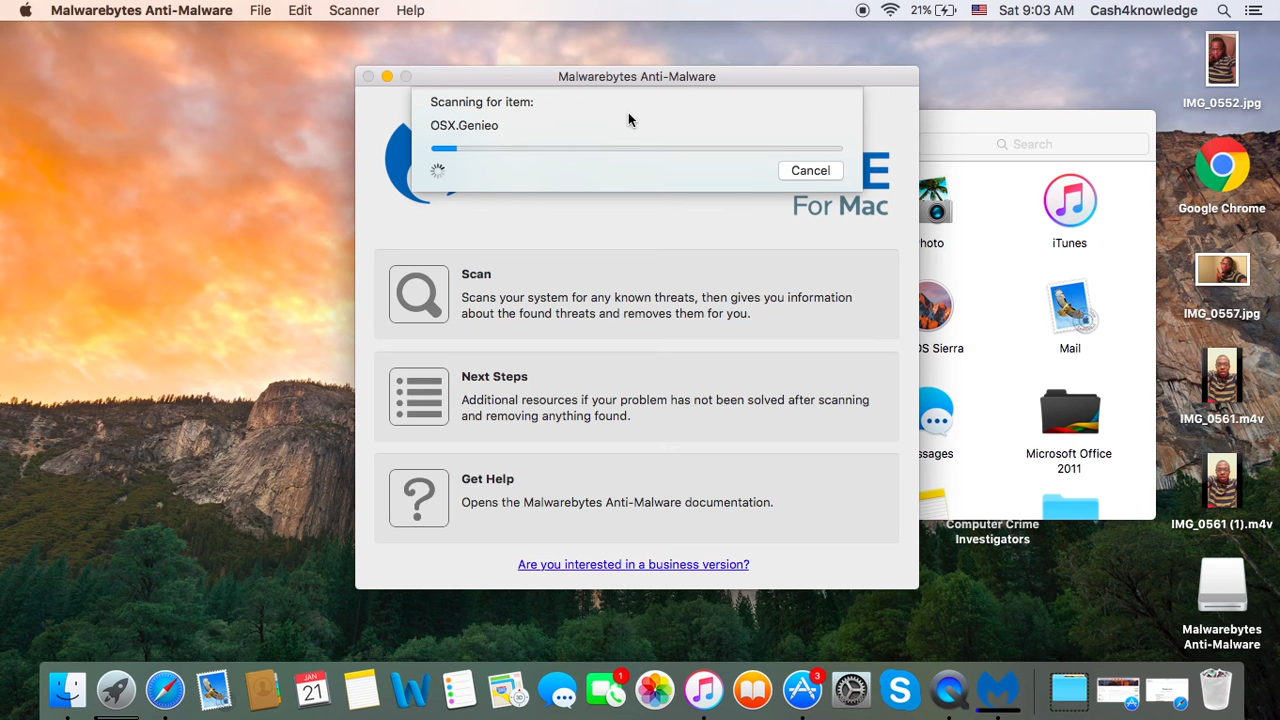 Malwarebytes Anti-Malware File Edit Scanner Help 21% Sat 9:03 AM Cash4knowledge
Malwarebytes Anti-Malware
Scanning for item:
OSX.Genieo
Cancel
E
For Mac
Scan
Scans your system for any known threats, then gives you information
about the found threats and removes them for you.
Next Steps
Additional resources if your problem has not been solved after scanning
and removing anything found.
Get Help
Opens the Malwarebytes Anti-Malware documentation.
Are you interested in a business version?
Search
hoto
iTunes
OS Sierra
Mail
ssages
Microsoft Office
2011
Computer Crime
Investigators
IMG_0552.jpg
Google Chrome
IMG_0557.jpg
IMG_0561.m4v
IMG_0561 (1).m4v
Malwarebytes
Anti-Malware
JAN
21
1
3